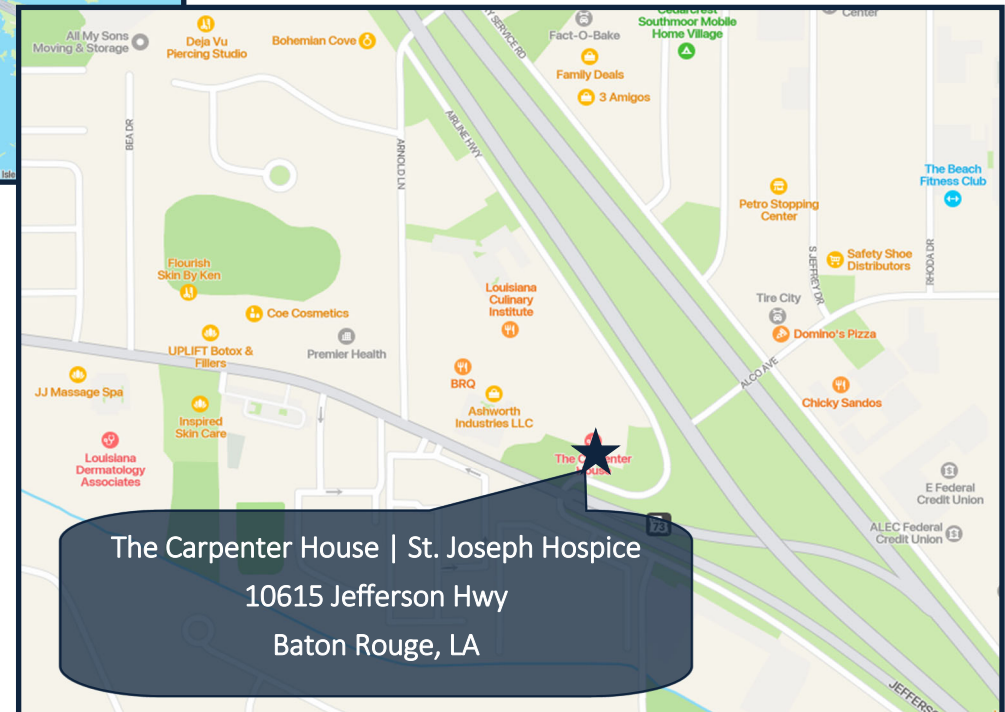 All My Sons
Moving & Storage
Deja Vu
Piercing Studio
Bohemian Cove
Fact-O-Bake
Southmoor Mobile
Home Village
Center
Family Deals
3 Amigos
SERVICE RD
AIRLINE HWY
BEA DR
ARNOLD LN
Petro Stopping
Center
The Beach
Fitness Club
Safety Shoe
Distributors
S JEFFREY DR
RHODA DR
Flourish
Skin By Ken
Coe Cosmetics
Louisiana
Culinary
Institute
Tire City
Domino's Pizza
UPLIFT Botox &
Fillers
Premier Health
JJ Massage Spa
BRQ
Ashworth
Industries LLC
ALCO AVE
Chicky Sandos
Inspired
Skin Care
Louisiana
Dermatology
Associates
The
E Federal
Credit Union
ALEC Federal
Credit Union
73
The Carpenter House | St. Joseph Hospice
10615 Jefferson Hwy
Baton Rouge, LA